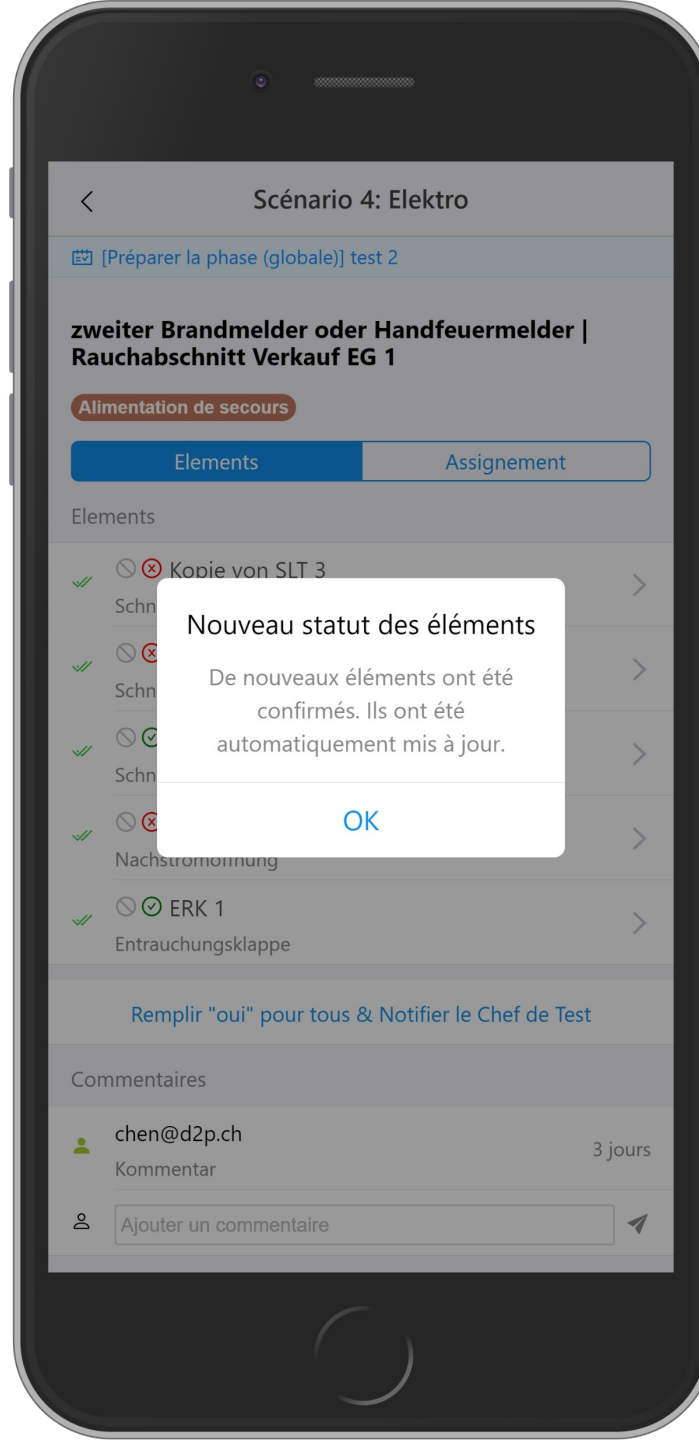 Scénario 4: Elektro
[Préparer la phase (globale)] test 2
zweiter Brandmelder oder Handfeuermelder |
Rauchabschnitt Verkauf EG 1
Alimentation de secours
Elements
Assignement
Elements
Kopie von SLT 3
Nouveau statut des éléments
De nouveaux éléments ont été
confirmés. Ils ont été
automatiquement mis à jour.
OK
Nachströmöffnung
ERK 1
Entrauchungsklappe
Remplir "oui" pour tous & Notifier le Chef de Test
Commentaires
chen@d2p.ch
3 jours
Kommentar
Ajouter un commentaire